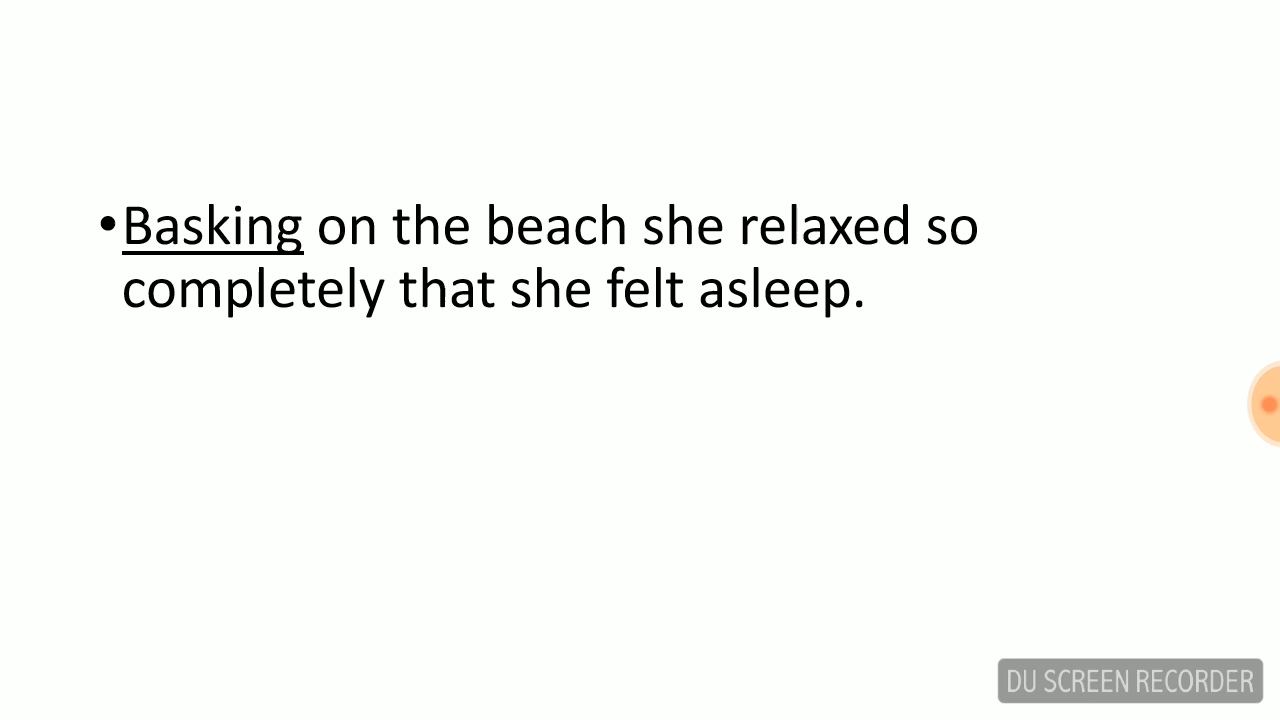 •Basking on the beach she relaxed so
completely that she felt asleep.
DU SCREEN RECORDER